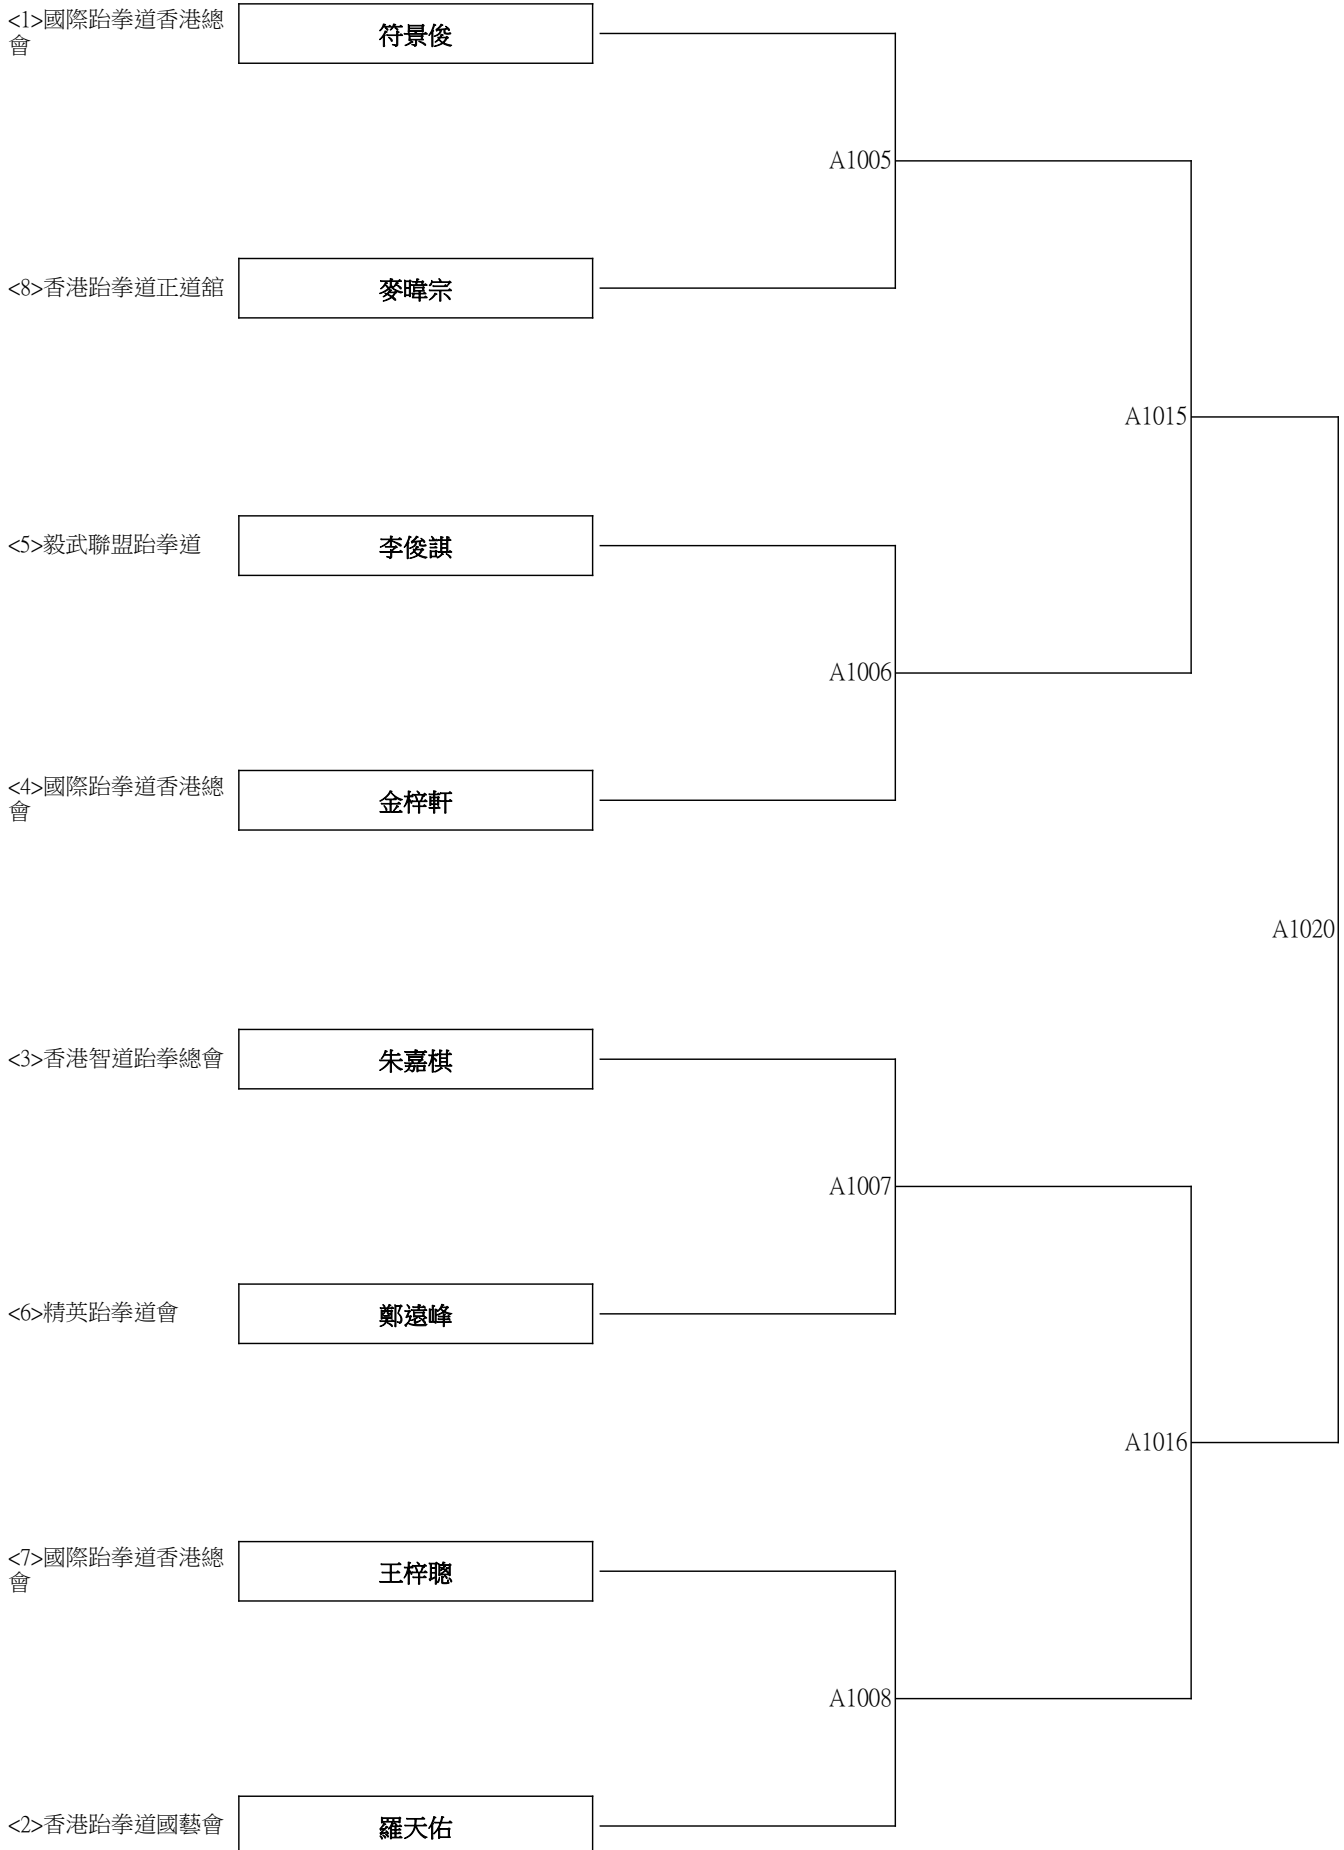 <1>國際跆拳道香港總
會
符景俊
A1005
<8>香港跆拳道正道舘
麥暐宗
A1015
<5>毅武聯盟跆拳道
李俊諆
A1006
<4>國際跆拳道香港總
會
金梓軒
A1020
<3>香港智道跆拳總會
朱嘉棋
A1007
<6>精英跆拳道會
鄭遠峰
A1016
<7>國際跆拳道香港總
會
王梓聰
A1008
<2>香港跆拳道國藝會
羅天佑